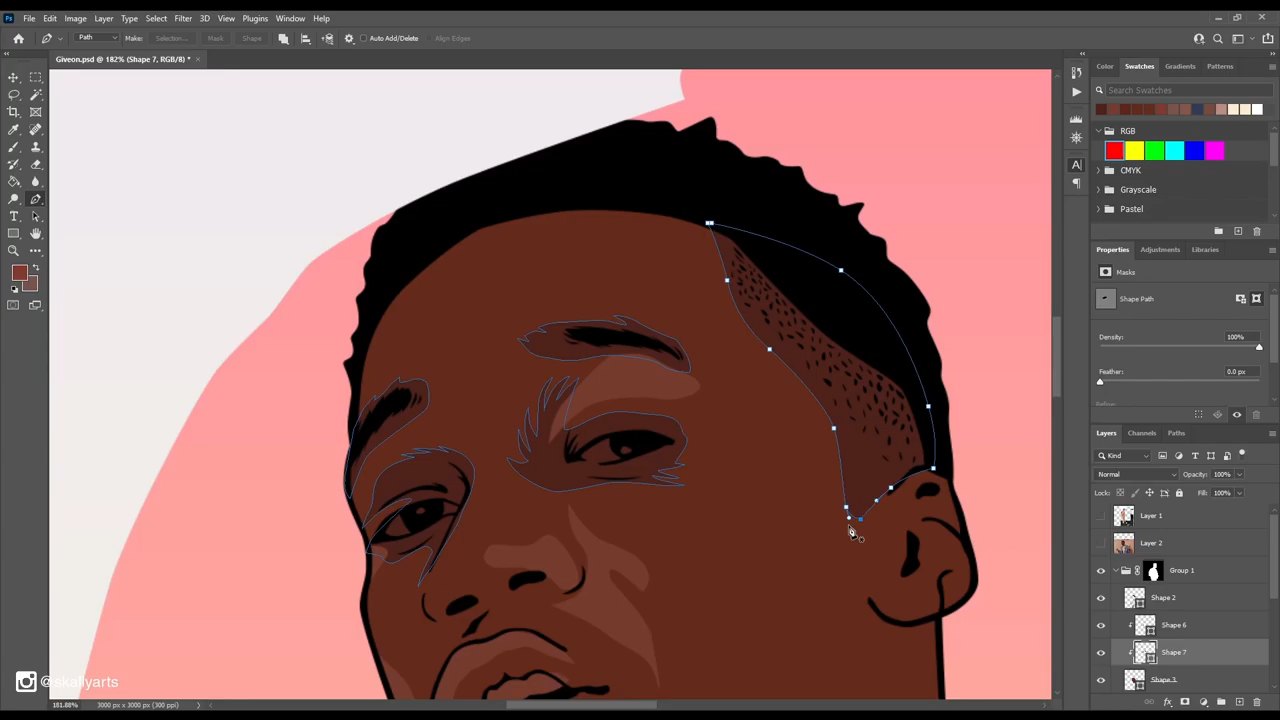 Ps File Edit Image Layer Type Select Filter 3D View Plugins Window Help
Path Make: Selection... Mask Shape Auto Add/Delete Align Edges
Giveon.psd @ 182% (Shape 7, RGB/8) * ×
Color Swatches Gradients Patterns
Search Swatches
RGB
CMYK
Grayscale
Pastel
Properties Adjustments Libraries
Masks
Shape Path
Density: 100%
Feather: 0.0 px
Refine:
Layers Channels Paths
Kind
Normal Opacity: 100%
Lock: Fill: 100%
Layer 1
Layer 2
Group 1
Shape 2
Shape 6
Shape 7
Shape 3
fx
@skallyarts
181.88% 3000 px x 3000 px (300 ppi)